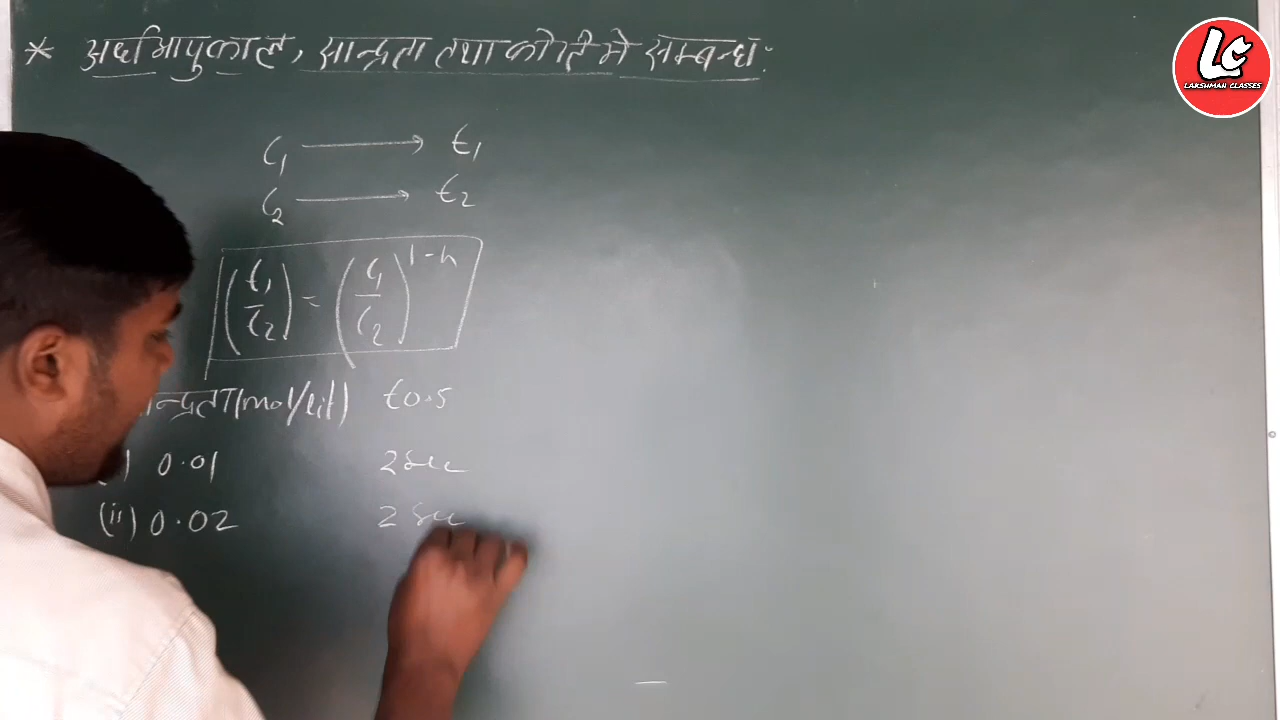 * अर्धआयुकाल, सान्द्रता तथा कोटि मे सम्बन्ध:
LC
LAKSHMAN CLASSES
C₁ → t₁
C₂ → t₂
(t₁/t₂) = (C₁/C₂)^1-n
(mol/lit) t0.5
0.01 2 sec
(ii) 0.02 2 sec